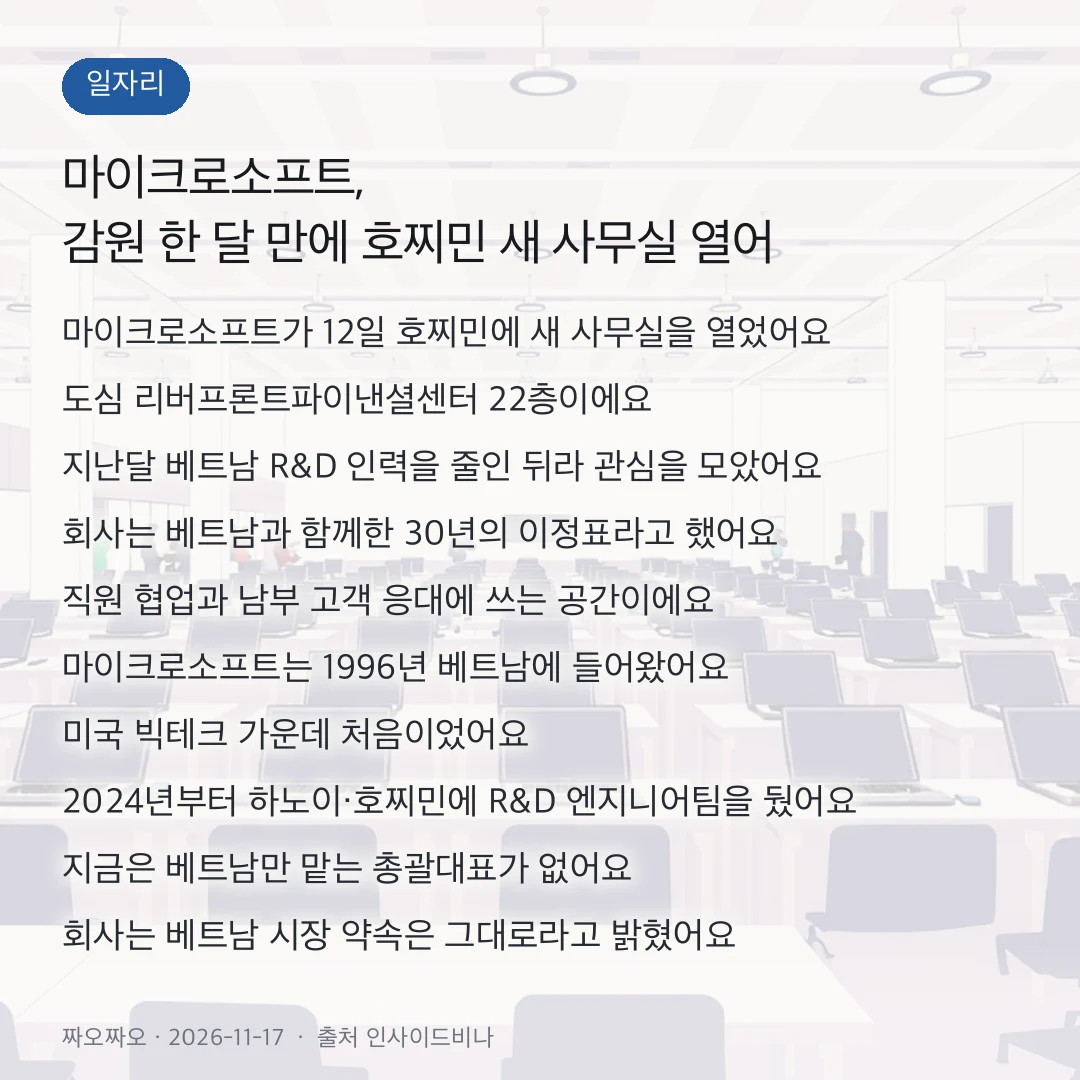 일자리
마이크로소프트,
감원 한 달 만에 호찌민 새 사무실 열어
마이크로소프트가 12일 호찌민에 새 사무실을 열었어요
도심 리버프론트파이낸셜센터 22층이에요
지난달 베트남 R&D 인력을 줄인 뒤라 관심을 모았어요
회사는 베트남과 함께한 30년의 이정표라고 했어요
직원 협업과 남부 고객 응대에 쓰는 공간이에요
마이크로소프트는 1996년 베트남에 들어왔어요
미국 빅테크 가운데 처음이었어요
2024년부터 하노이·호찌민에 R&D 엔지니어팀을 뒀어요
지금은 베트남만 맡는 총괄대표가 없어요
회사는 베트남 시장 약속은 그대로라고 밝혔어요
짜오짜오 · 2026-11-17 · 출처 인사이드비나